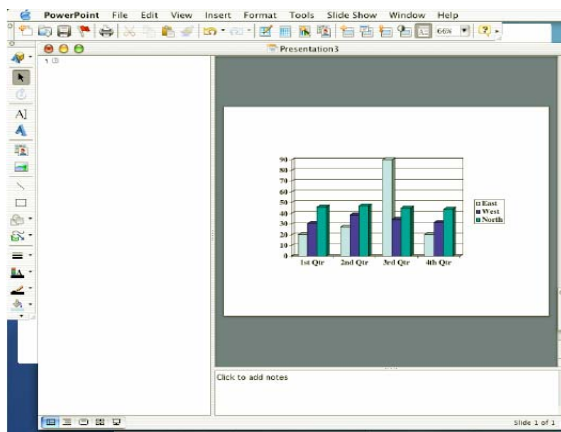 PowerPoint File Edit View Insert Format Tools Slide Show Window Help
66%
Presentation3
1
A
A
90
80
70
60
50
40
30
20
10
0
1st Qtr 2nd Qtr 3rd Qtr 4th Qtr
East
West
North
Click to add notes
Slide 1 of 1